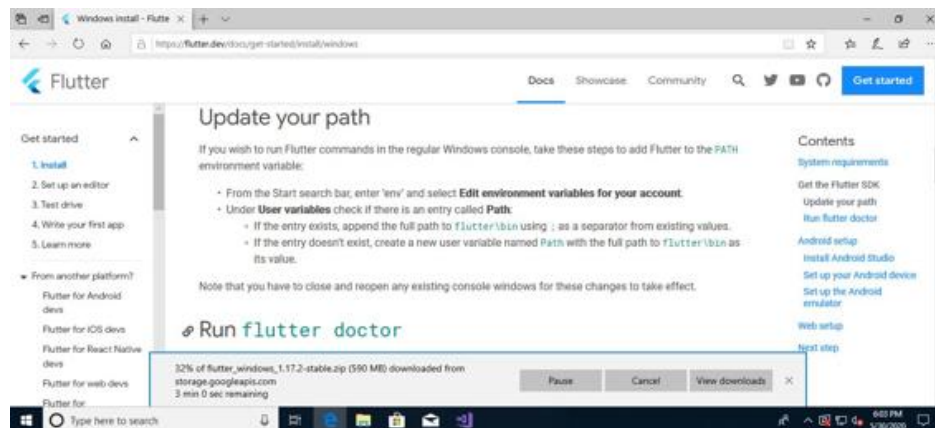 Windows install - Flutte
https://flutter.dev/docs/get-started/install/windows
Flutter
Docs Showcase Community Get started
Get started
1. Install
2. Set up an editor
3. Test drive
4. Write your first app
5. Learn more
From another platform?
Flutter for Android
devs
Flutter for iOS devs
Flutter for React Native
devs
Flutter for web devs
Flutter for
Update your path
If you wish to run Flutter commands in the regular Windows console, take these steps to add Flutter to the PATH
environment variable:
• From the Start search bar, enter 'env' and select Edit environment variables for your account.
• Under User variables check if there is an entry called Path:
If the entry exists, append the full path to flutter\bin using ; as a separator from existing values.
If the entry doesn't exist, create a new user variable named Path with the full path to flutter\bin as
its value.
Note that you have to close and reopen any existing console windows for these changes to take effect.
Run flutter doctor
Contents
System requirements
Get the Flutter SDK
Update your path
Run flutter doctor
Android setup
Install Android Studio
Set up your Android device
Set up the Android
emulator
Web setup
Next step
32% of flutter_windows_1.17.2-stable.zip (590 MB) downloaded from
storage.googleapis.com
3 min 0 sec remaining
Pause Cancel View downloads
Type here to search
6:03 PM
5/30/2020